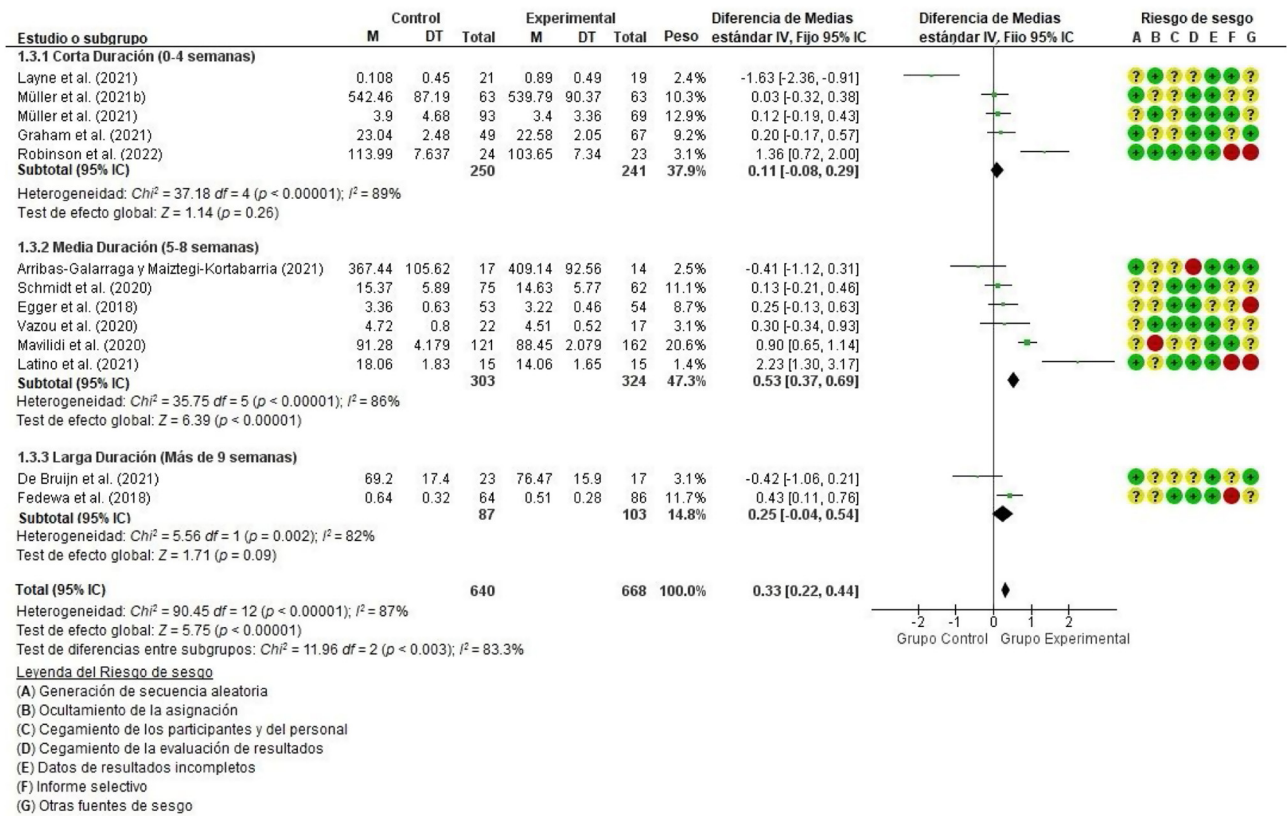 Control Experimental Diferencia de Medias Diferencia de Medias Riesgo de sesgo
Estudio o subgrupo M DT Total M DT Total Peso estándar IV, Fijo 95% IC estándar IV, Fijo 95% IC A B C D E F G
1.3.1 Corta Duración (0-4 semanas)
Layne et al. (2021) 0.108 0.45 21 0.89 0.49 19 2.4% -1.63 [-2.36, -0.91] ? + ? ? + + ?
Müller et al. (2021b) 542.46 87.19 63 539.79 90.37 63 10.3% 0.03 [-0.32, 0.38] + ? ? + + ? ?
Müller et al. (2021) 3.9 4.68 93 3.4 3.36 69 12.9% 0.12 [-0.19, 0.43] ? ? + + + ? ?
Graham et al. (2021) 23.04 2.48 49 22.58 2.05 67 9.2% 0.20 [-0.17, 0.57] + ? ? + + ? +
Robinson et al. (2022) 113.99 7.637 24 103.65 7.34 23 3.1% 1.36 [0.72, 2.00] + + + + +
Subtotal (95% IC) 250 241 37.9% 0.11 [-0.08, 0.29]
Heterogeneidad: Chi² = 37.18 df = 4 (p < 0.00001); I² = 89%
Test de efecto global: Z = 1.14 (p = 0.26)
1.3.2 Media Duración (5-8 semanas)
Arribas-Galarraga y Maiztegi-Kortabarria (2021) 367.44 105.62 17 409.14 92.56 14 2.5% -0.41 [-1.12, 0.31] + ? ? + + +
Schmidt et al. (2020) 15.37 5.89 75 14.63 5.77 62 11.1% 0.13 [-0.21, 0.46] ? ? + + + ? ?
Egger et al. (2018) 3.36 0.63 53 3.22 0.46 54 8.7% 0.25 [-0.13, 0.63] ? ? + + ? ?
Vazou et al. (2020) 4.72 0.8 22 4.51 0.52 17 3.1% 0.30 [-0.34, 0.93] ? ? + + + ? ?
Mavilidi et al. (2020) 91.28 4.179 121 88.45 2.079 162 20.6% 0.90 [0.65, 1.14] ? ? ? + + ?
Latino et al. (2021) 18.06 1.83 15 14.06 1.65 15 1.4% 2.23 [1.30, 3.17] + ? + + +
Subtotal (95% IC) 303 324 47.3% 0.53 [0.37, 0.69]
Heterogeneidad: Chi² = 35.75 df = 5 (p < 0.00001); I² = 86%
Test de efecto global: Z = 6.39 (p < 0.00001)
1.3.3 Larga Duración (Más de 9 semanas)
De Bruijn et al. (2021) 69.2 17.4 23 76.47 15.9 17 3.1% -0.42 [-1.06, 0.21] + ? ? ? + ? +
Fedewa et al. (2018) 0.64 0.32 64 0.51 0.28 86 11.7% 0.43 [0.11, 0.76] ? ? + + + ?
Subtotal (95% IC) 87 103 14.8% 0.25 [-0.04, 0.54]
Heterogeneidad: Chi² = 5.56 df = 1 (p = 0.002); I² = 82%
Test de efecto global: Z = 1.71 (p = 0.09)
Total (95% IC) 640 668 100.0% 0.33 [0.22, 0.44]
Heterogeneidad: Chi² = 90.45 df = 12 (p < 0.00001); I² = 87%
Test de efecto global: Z = 5.75 (p < 0.00001)
Test de diferencias entre subgrupos: Chi² = 11.96 df = 2 (p < 0.003); I² = 83.3%
-2 -1 0 1 2
Grupo Control Grupo Experimental
Leyenda del Riesgo de sesgo
(A) Generación de secuencia aleatoria
(B) Ocultamiento de la asignación
(C) Cegamiento de los participantes y del personal
(D) Cegamiento de la evaluación de resultados
(E) Datos de resultados incompletos
(F) Informe selectivo
(G) Otras fuentes de sesgo